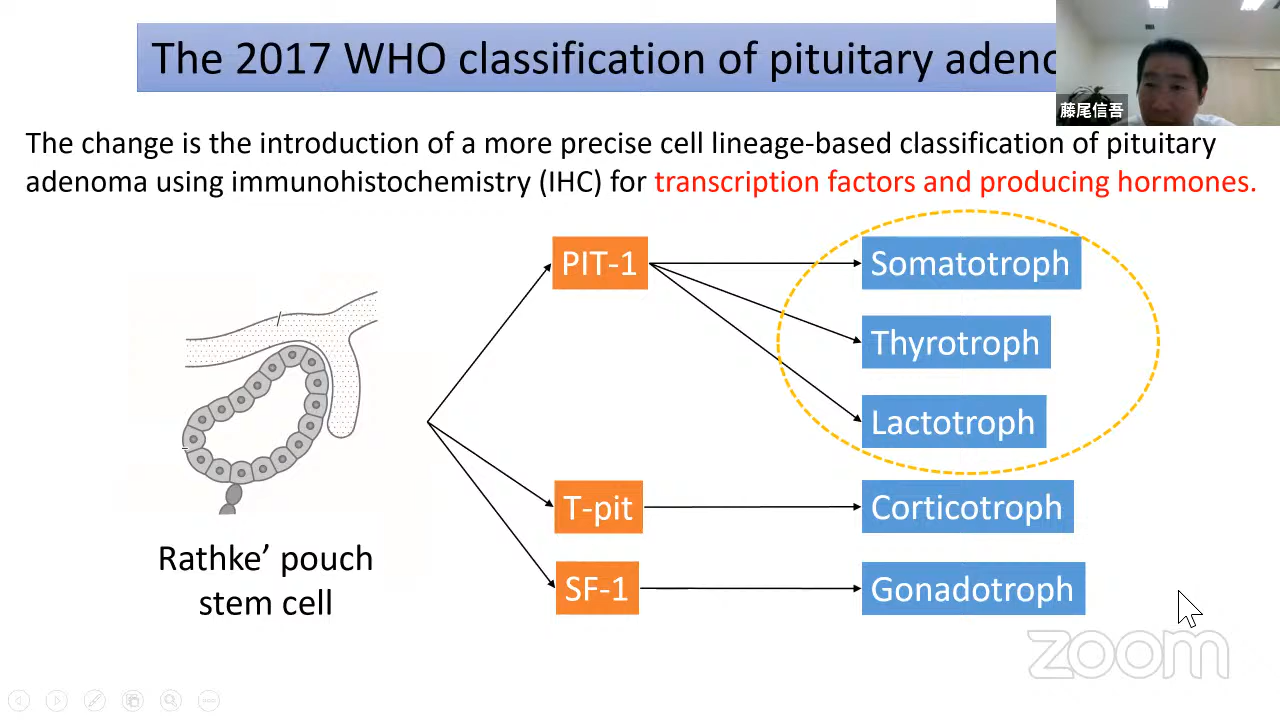 The 2017 WHO classification of pituitary adeno
藤尾信吾
The change is the introduction of a more precise cell lineage-based classification of pituitary
adenoma using immunohistochemistry (IHC) for transcription factors and producing hormones.
PIT-1
Somatotroph
Thyrotroph
Lactotroph
T-pit
Corticotroph
SF-1
Gonadotroph
Rathke’ pouch
stem cell
zoom